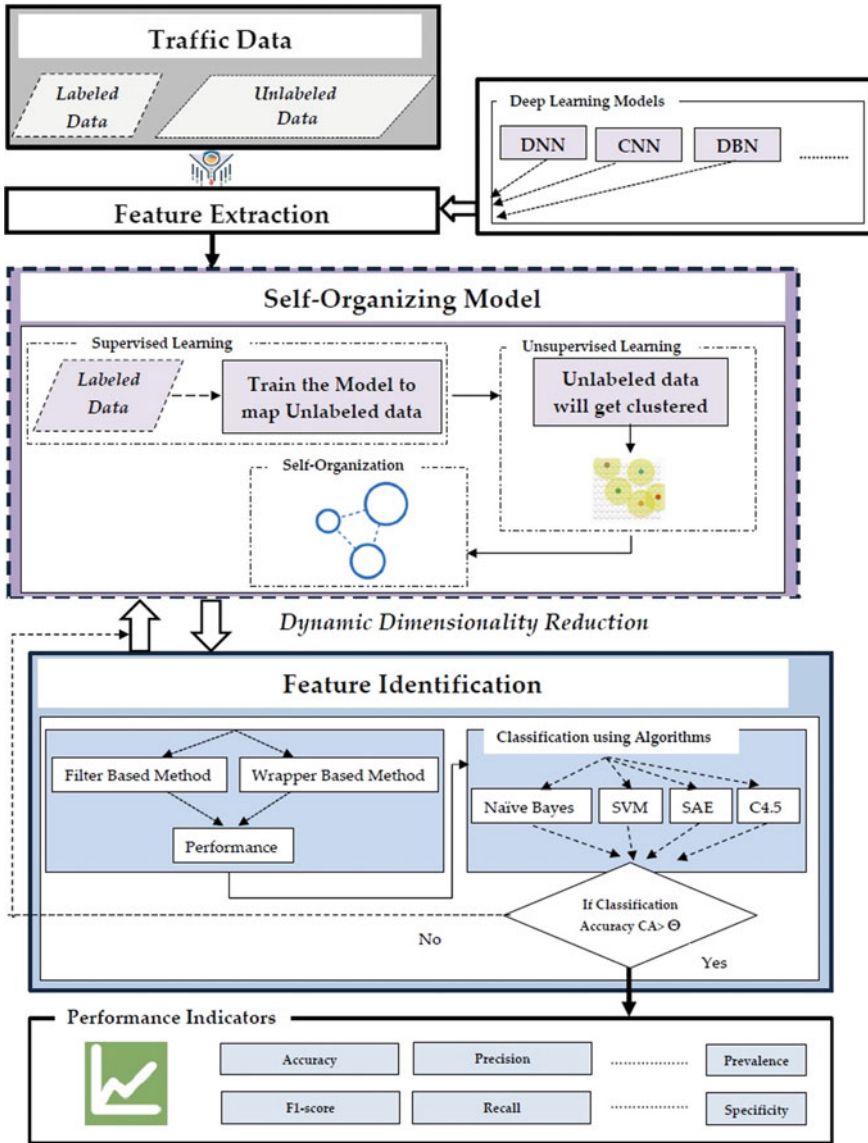 Traffic Data
Labeled
Data
Unlabeled
Data
Deep Learning Models
DNN
CNN
DBN
Feature Extraction
Self-Organizing Model
Supervised Learning
Labeled
Data
Train the Model to
map Unlabeled data
Unsupervised Learning
Unlabeled data
will get clustered
Self-Organization
Dynamic Dimensionality Reduction
Feature Identification
Filter Based Method
Wrapper Based Method
Performance
Classification using Algorithms
Naïve Bayes
SVM
SAE
C4.5
If Classification
Accuracy CA> Θ
No
Yes
Performance Indicators
Accuracy
Precision
Prevalence
F1-score
Recall
Specificity